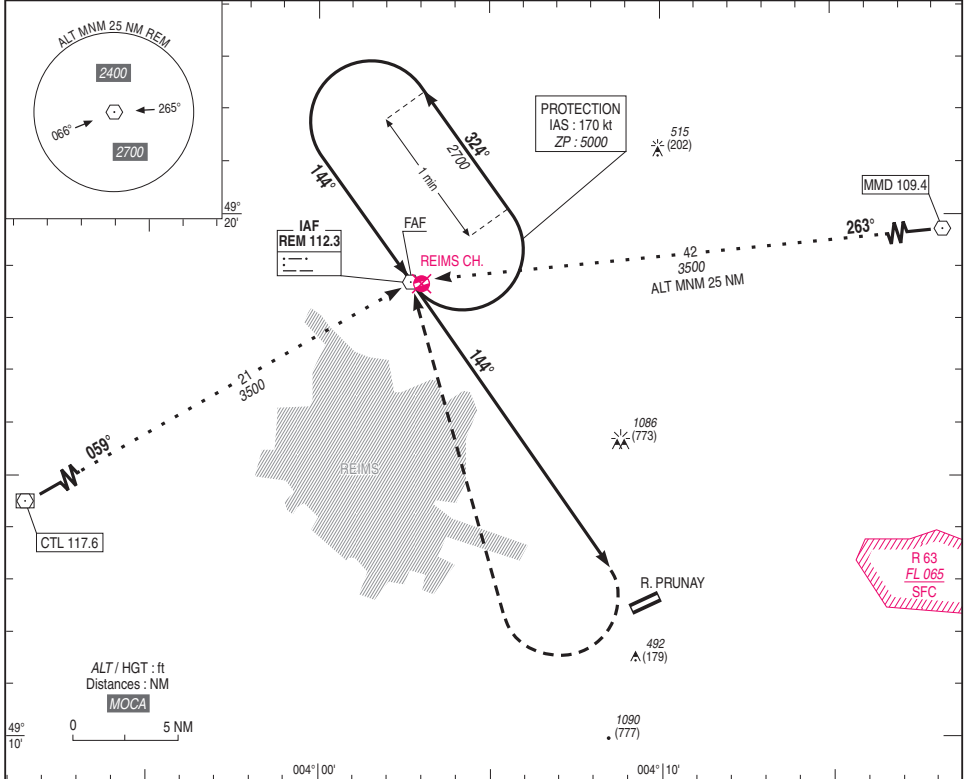 ALT MNM 25 NM REM
2400
066°
265°
2700
49°
20'
PROTECTION
IAS : 170 kt
ZP : 5000
515
(202)
324°
2700
1 min
144°
MMD 109.4
263°
42
3500
ALT MNM 25 NM
IAF
REM 112.3
FAF
REIMS CH.
21
3500
059°
144°
1086
(773)
REIMS
CTL 117.6
R 63
FL 065
SFC
R. PRUNAY
492
(179)
ALT / HGT : ft
Distances : NM
MOCA
0 5 NM
1090
(777)
49°
10'
004° 00'
004° 10'